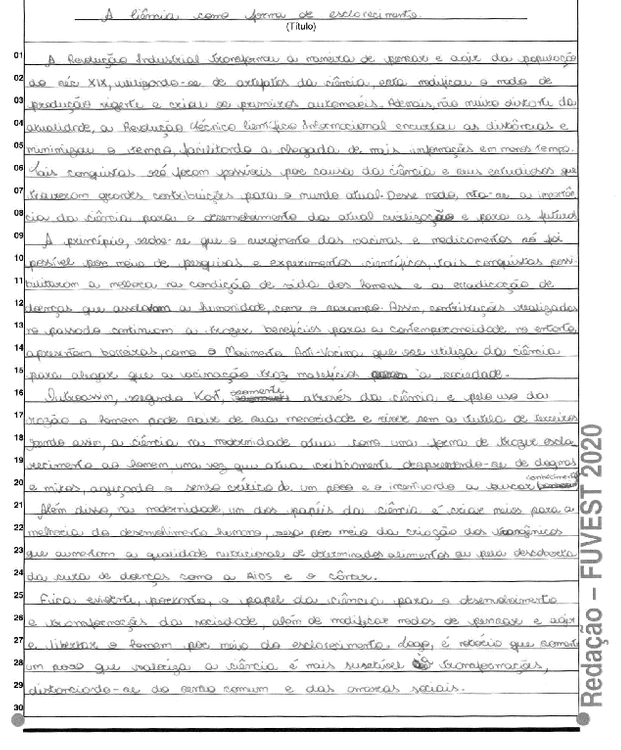 A Ciência como forma de esclarecimento.
(Título)
01 A Revolução Industrial transformou a maneira de pensar e agir da população
02 do séc XIX, utilizando-se de artefatos da ciência, esta modificou o modo de
03 produção vigente e criou os primeiros automóveis. Ademais, não muito distante da
04 atualidade, a Revolução Técnico Científico Informacional encurtou as distâncias e
05 minimizou o tempo, facilitando a chegada de mais informações em menos tempo.
06 Tais conquistas só foram possíveis por causa da ciência e seus estudiosos que
07 trouxeram grandes contribuições para o mundo atual. Desse modo, nota-se a importân
08 cia da ciência para o desenvolvimento da atual civilização e para as futuras
09 A princípio, sabe-se que o surgimento das vacinas e medicamentos só foi
10 possível por meio de pesquisas e experimentos científicos, tais conquistas possi
11 bilitaram a melhora na condição de vida dos homens e a erradicação de
12 doenças que assolavam a humanidade, como o sarampo. Assim, contribuições realizadas
13 no passado continuam a trazer benefícios para a contemporaneidade, no entanto,
14 apresentam barreiras, como o Movimento Anti-Vacina que se utiliza da ciência
15 para alegar que a vacinação traz malefícios à sociedade.
16 Outrossim, segundo Kant, somente através da ciência e pelo uso da
17 razão o homem pode sair de sua menoridade e viver sem a tutela de terceiros
18 sendo assim, a ciência na modernidade atua como uma forma de trazer escla
19 recimento ao homem, uma vez que atua criticamente desprendendo-se de dogmas
20 e mitos, aguçando o senso crítico de um povo e o incentivando a buscar conhecimento
21 Além disso, na modernidade um dos papéis da ciência é criar meios para a
22 melhoria do desenvolvimento humano, seja por meio da criação dos transgênicos
23 que aumentam a qualidade nutricional de determinados alimentos ou pela descoberta
24 da cura de doenças como a AIDS e o câncer.
25 Fica evidente, portanto, o papel da ciência para o desenvolvimento
26 e transformações da sociedade, além de modificar modos de pensar e agir
27 e libertar o homem por meio do esclarecimento. Logo, é notório que somente
28 um povo que valoriza a ciência é mais suscetível transformações,
29 distanciando-se do senso comum e das amarras sociais.
30
Redação – FUVEST 2020